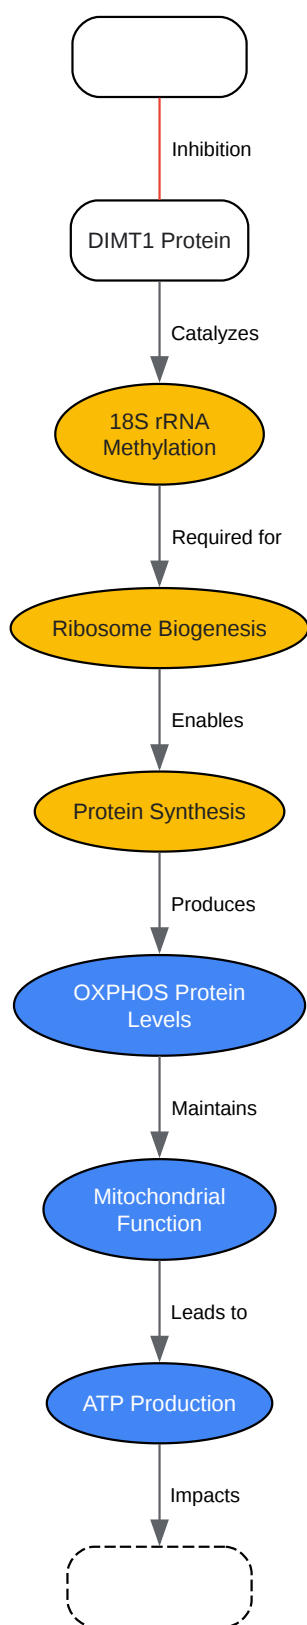 Inhibition
DIMT1 Protein
Catalyzes
18S rRNA
Methylation
Required for
Ribosome Biogenesis
Enables
Protein Synthesis
Produces
OXPHOS Protein
Levels
Maintains
Mitochondrial
Function
Leads to
ATP Production
Impacts